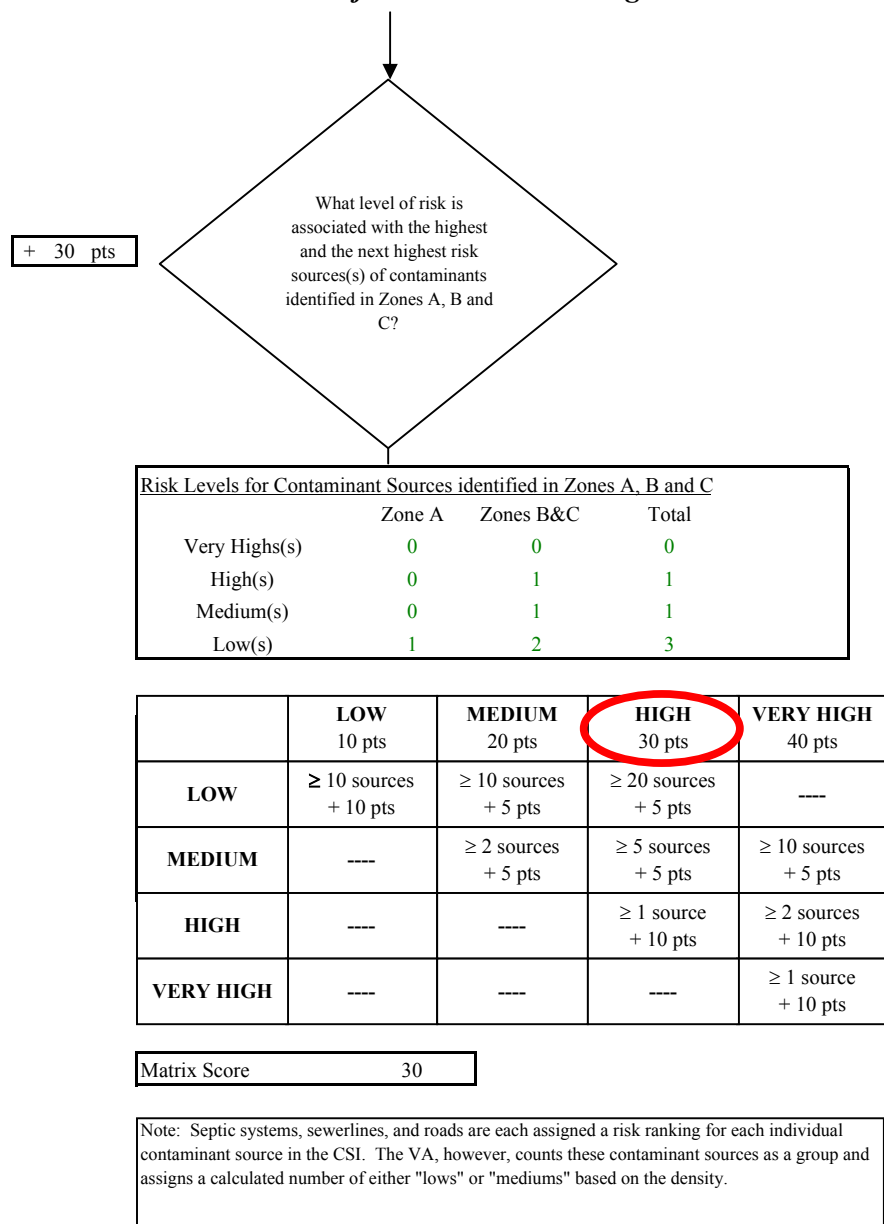 What level of risk is
associated with the highest
and the next highest risk
sources(s) of contaminants
identified in Zones A, B and
C?
+ 30 pts
Risk Levels for Contaminant Sources identified in Zones A, B and C
Zone A Zones B&C Total
Very Highs(s) 0 0 0
High(s) 0 1 1
Medium(s) 0 1 1
Low(s) 1 2 3
LOW MEDIUM HIGH VERY HIGH
10 pts 20 pts 30 pts 40 pts
LOW ≥ 10 sources ≥ 10 sources ≥ 20 sources ----
+ 10 pts + 5 pts + 5 pts
MEDIUM ---- ≥ 2 sources ≥ 5 sources ≥ 10 sources
+ 5 pts + 5 pts + 5 pts
HIGH ---- ---- ≥ 1 source ≥ 2 sources
+ 10 pts + 10 pts
VERY HIGH ---- ---- ---- ≥ 1 source
+ 10 pts
Matrix Score 30
Note: Septic systems, sewerlines, and roads are each assigned a risk ranking for each individual
contaminant source in the CSI. The VA, however, counts these contaminant sources as a group and
assigns a calculated number of either "lows" or "mediums" based on the density.